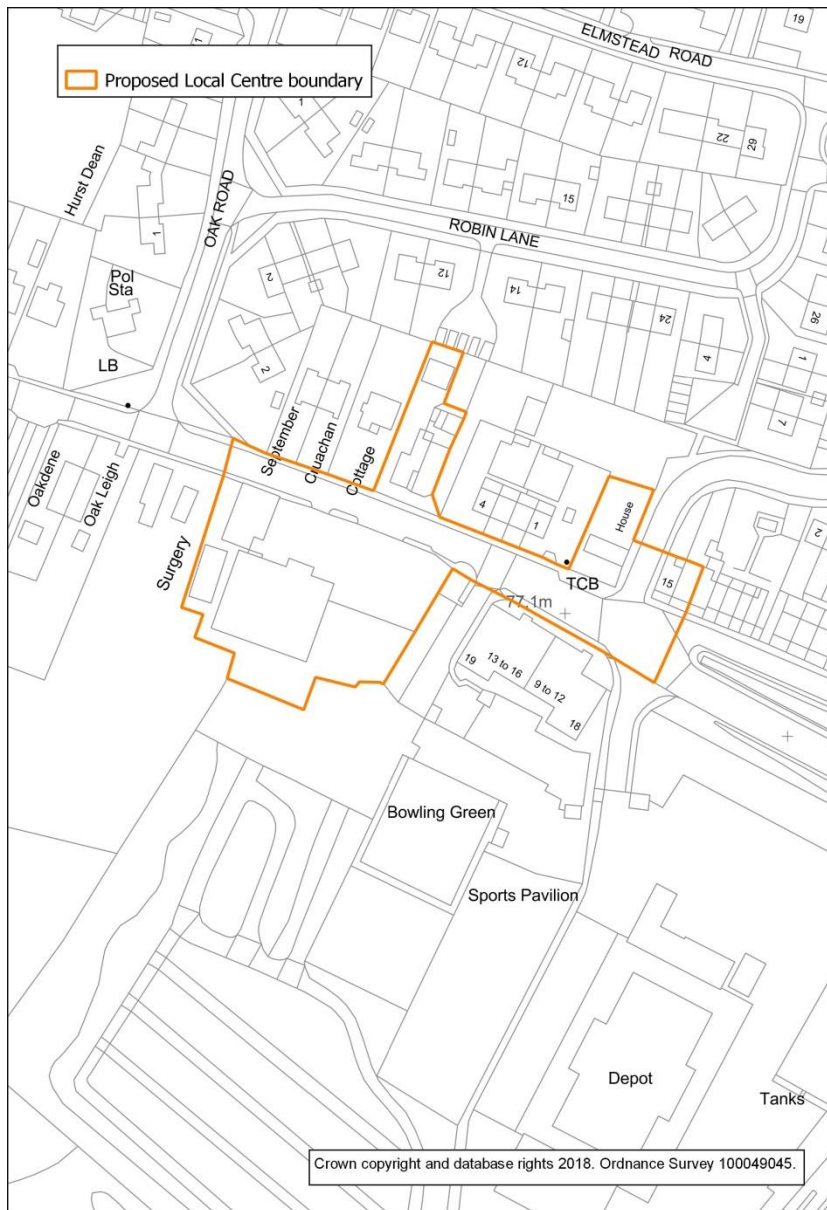 ELMSTEAD ROAD
19
Proposed Local Centre boundary
1
12
1
22
29
Hurst Dean
OAK ROAD
1
15
ROBIN LANE
Pol
Sta
2
12
14
24
26
LB
2
4
1
7
September
Cruachan
Cottage
Oakdene
Oak Leigh
4
1
House
2
Surgery
TCB
15
77.1m
19
13 to 16
9 to 12
18
Bowling Green
Sports Pavilion
Depot
Tanks
Crown copyright and database rights 2018. Ordnance Survey 100049045.